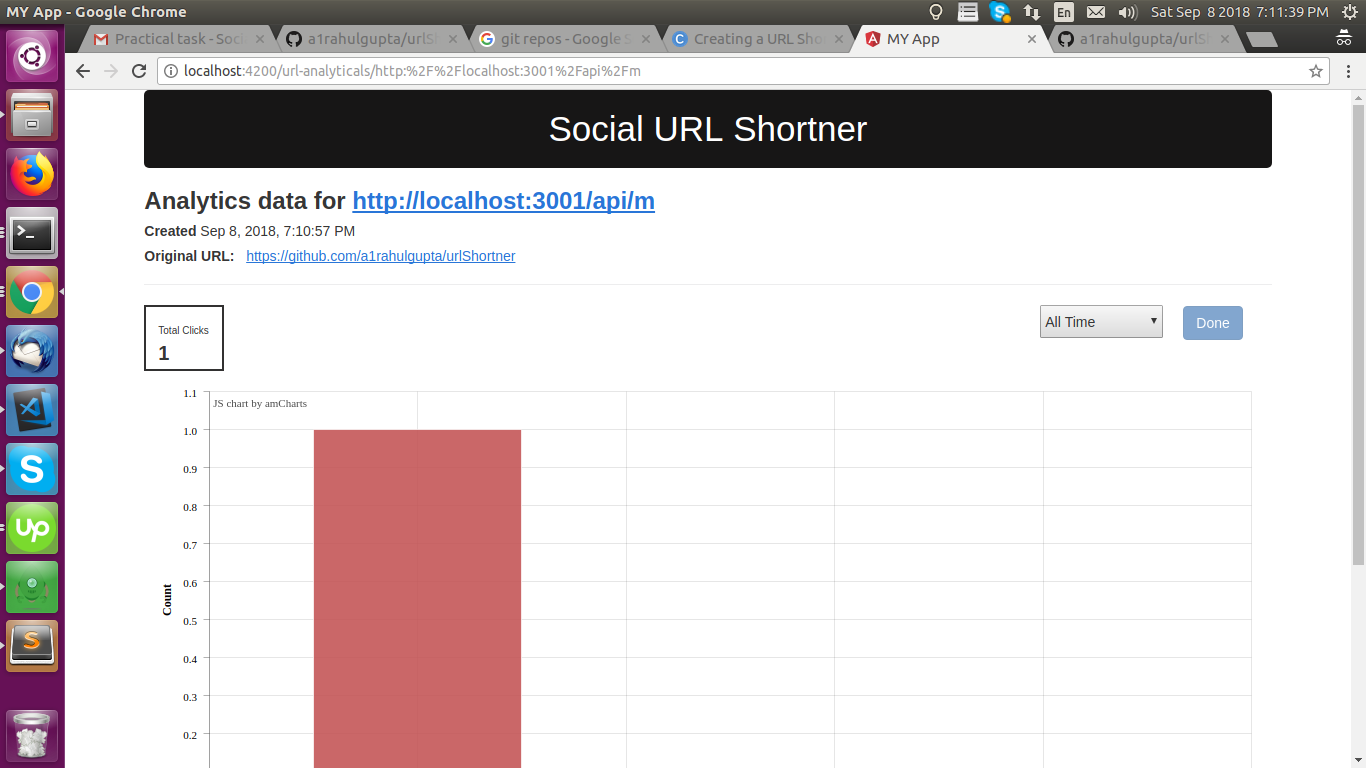 MY App - Google Chrome
En
Sat Sep 8 2018 7:11:39 PM
Practical task - Soci
a1rahulgupta/urlSh
git repos - Google S
Creating a URL Shor
MY App
a1rahulgupta/urlSh
localhost:4200/url-analyticals/http:%2F%2Flocalhost:3001%2Fapi%2Fm
Social URL Shortner
Analytics data for http://localhost:3001/api/m
Created Sep 8, 2018, 7:10:57 PM
Original URL: https://github.com/a1rahulgupta/urlShortner
Total Clicks
1
All Time
Done
JS chart by amCharts
1.1
1.0
0.9
0.8
0.7
0.6
0.5
0.4
0.3
0.2
Count
S
Up
S